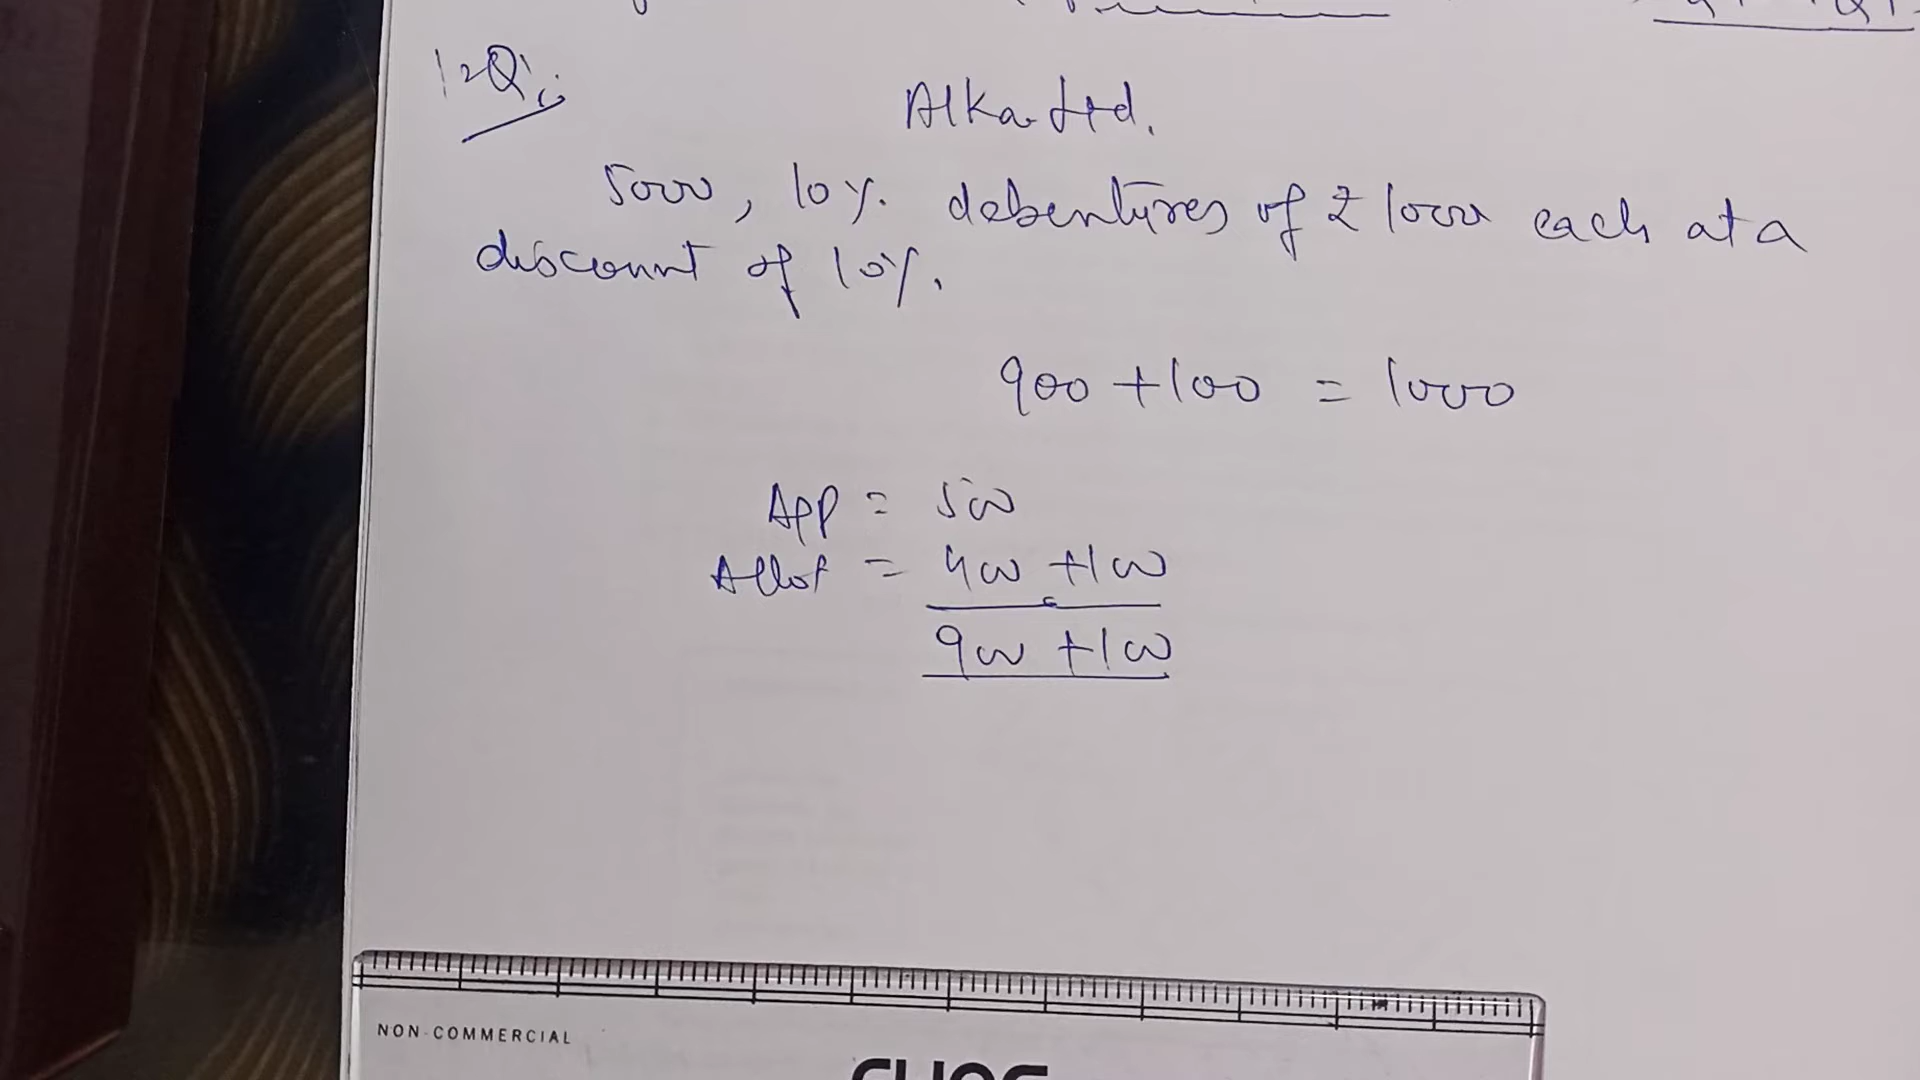 12Q:
Alka Ltd.
5000, 10%. debentures of ₹ 1000 each at a
discount of 10%.
900 + 100 = 1000
App = 500
Allot = 400 + 100
900 + 100
NON-COMMERCIAL